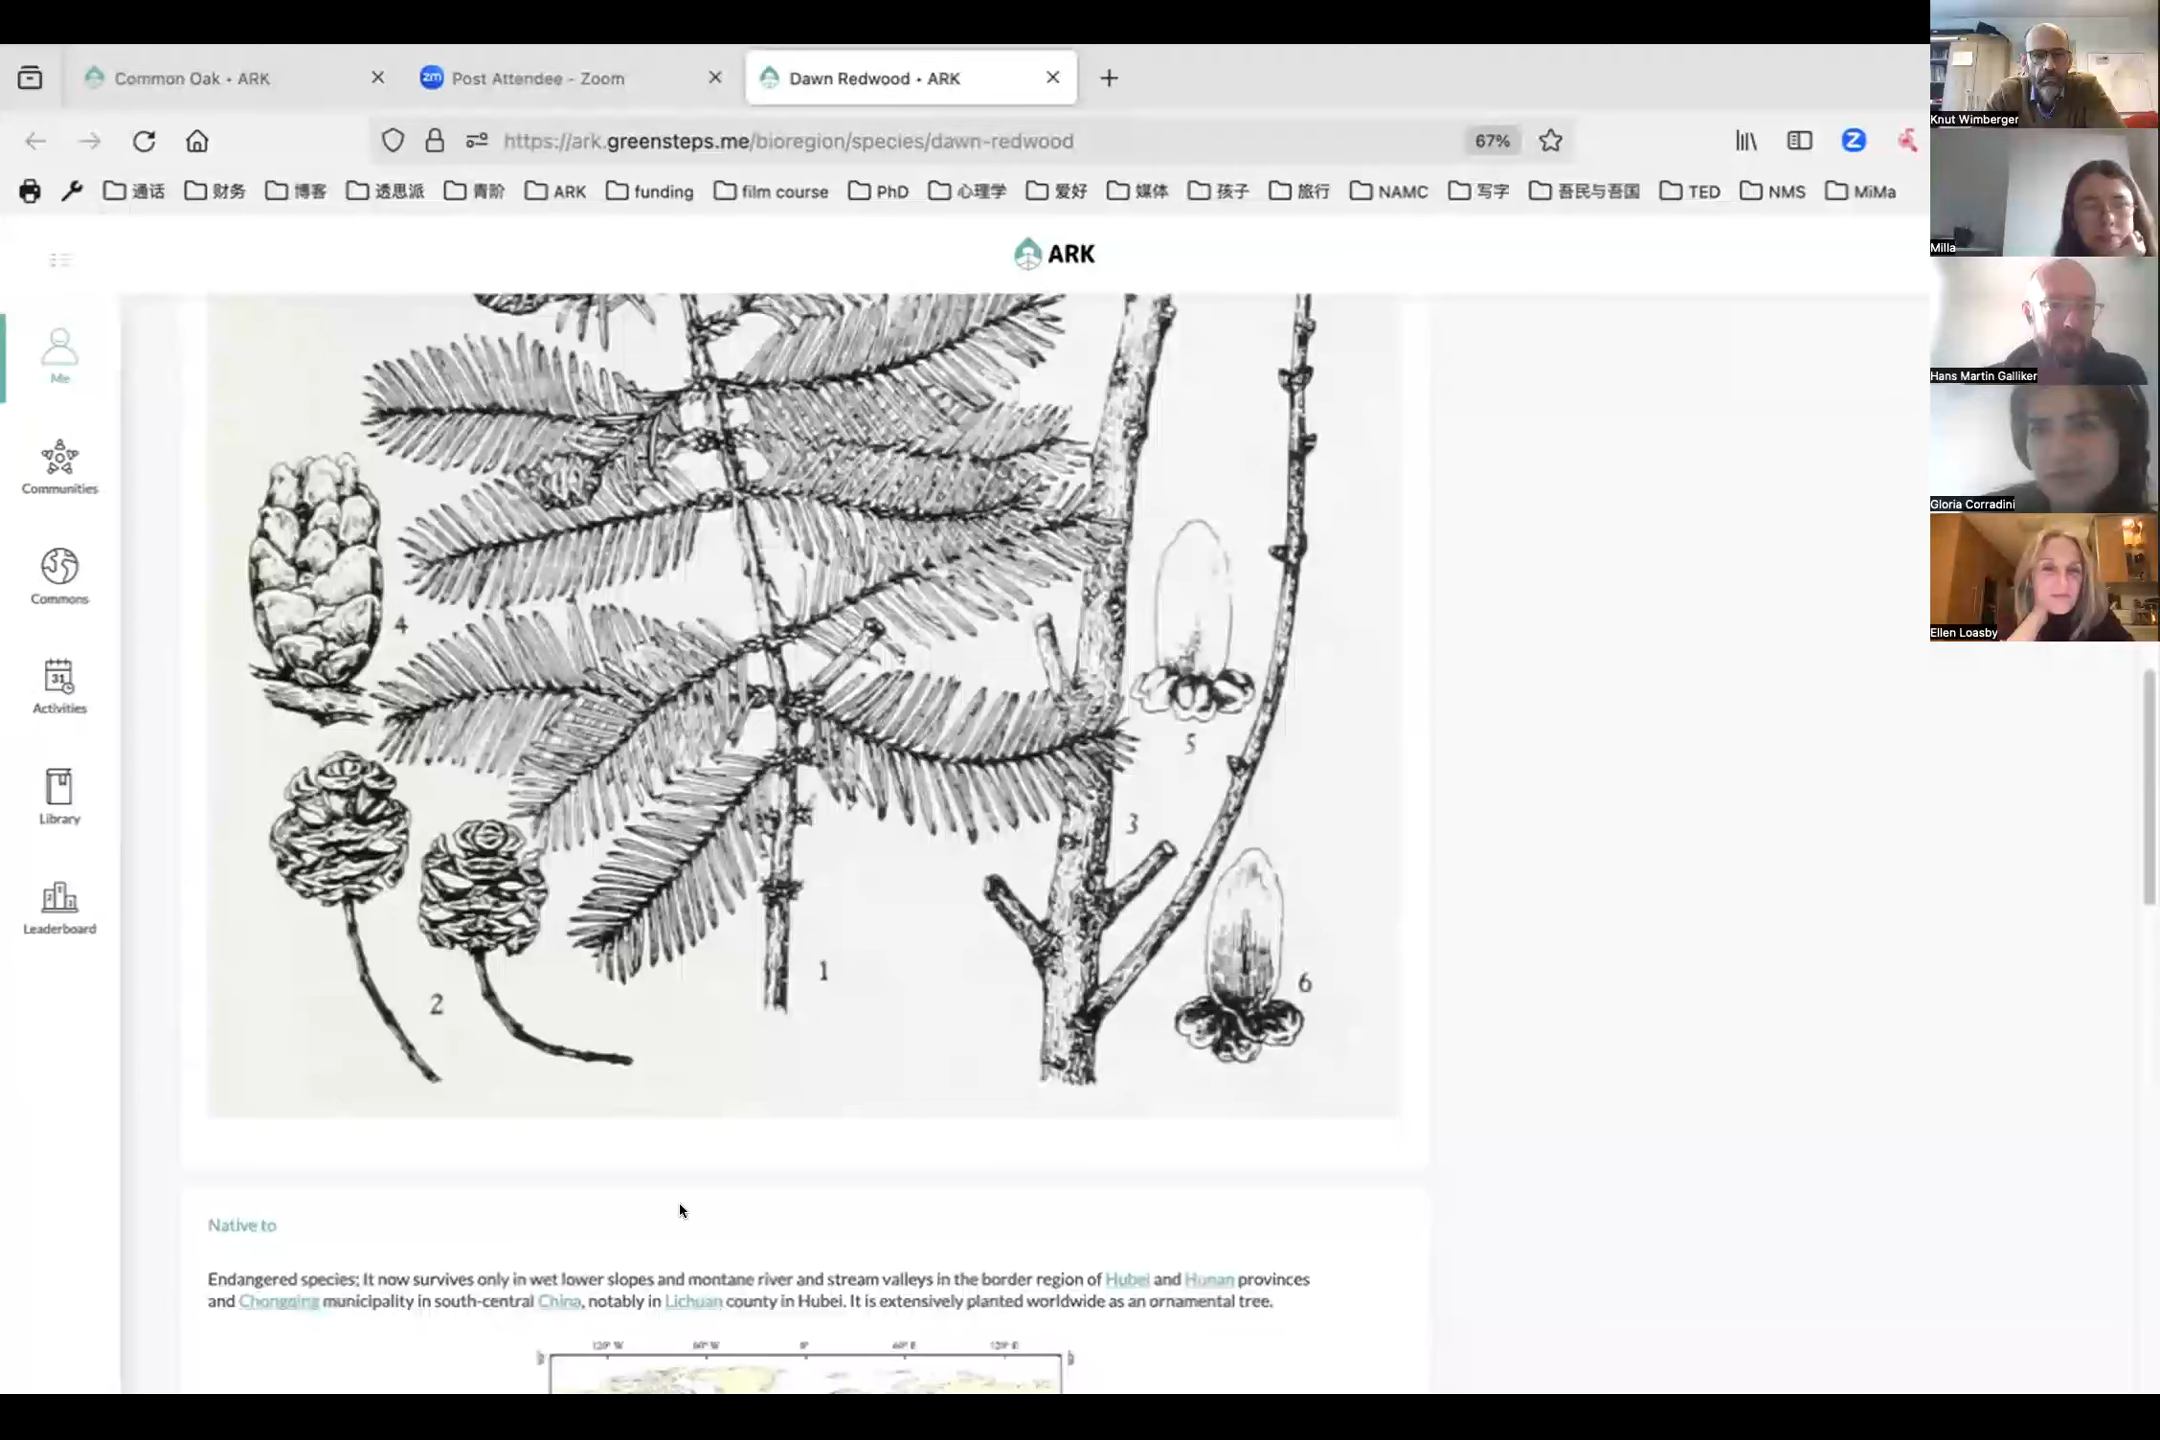 Common Oak • ARK
Post Attendee - Zoom
Dawn Redwood • ARK
https://ark.greensteps.me/bioregion/species/dawn-redwood
67%
通话 财务 博客 透思派 青阶 ARK funding film course PhD 心理学 爱好 媒体 孩子 旅行 NAMC 写字 吾民与吾国 TED NMS MiMa
ARK
Me
Communities
Commons
31
Activities
Library
Leaderboard
4
5
3
2
1
6
Native to
Endangered species; It now survives only in wet lower slopes and montane river and stream valleys in the border region of Hubei and Hunan provinces
and Chongqing municipality in south-central China, notably in Lichuan county in Hubei. It is extensively planted worldwide as an ornamental tree.
120° W 60° W 0° 60° E 120° E
Knut Wimberger
Milla
Hans Martin Galliker
Gloria Corradini
Ellen Loasby